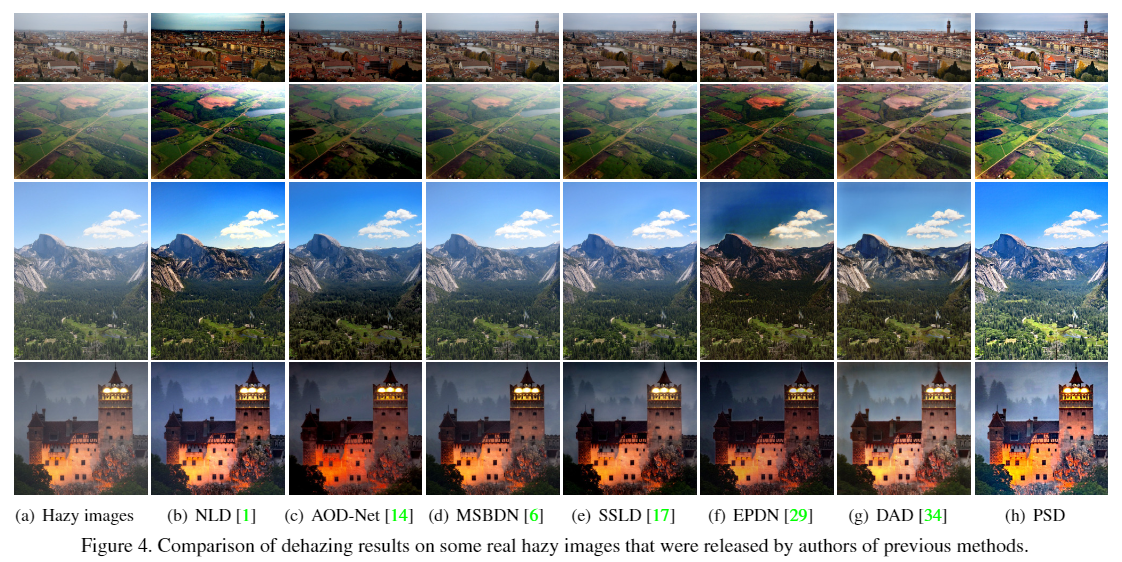 (a) Hazy images (b) NLD [1] (c) AOD-Net [14] (d) MSBDN [6] (e) SSLD [17] (f) EPDN [29] (g) DAD [34] (h) PSD
Figure 4. Comparison of dehazing results on some real hazy images that were released by authors of previous methods.